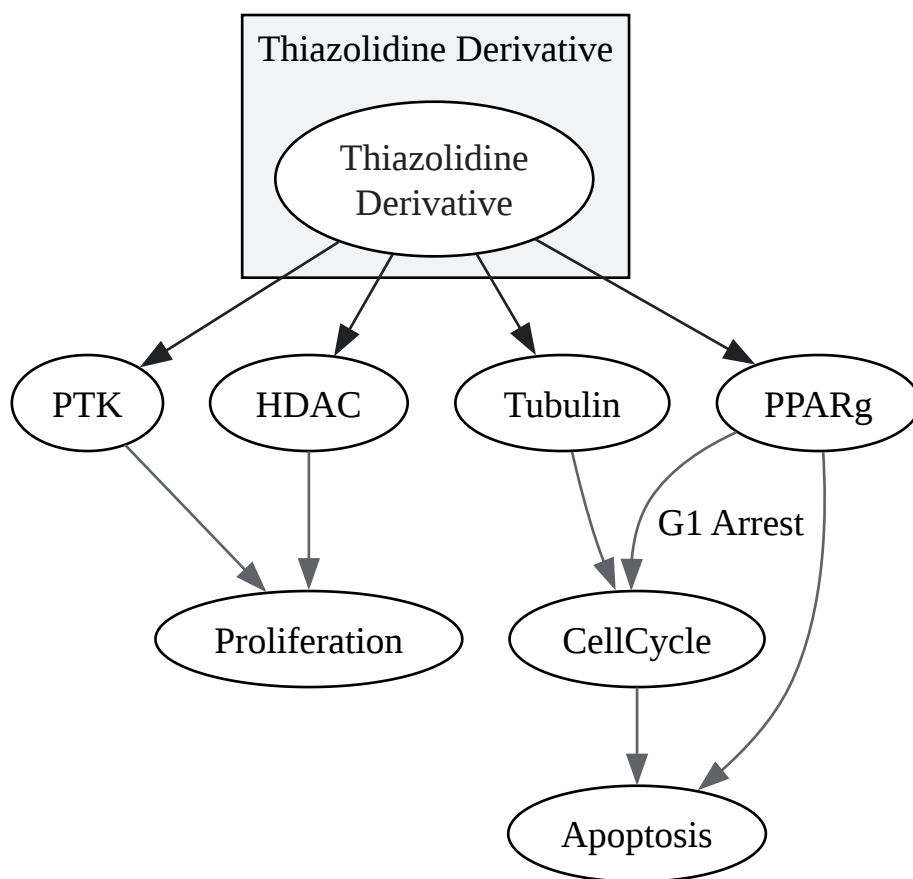 Thiazolidine Derivative
Thiazolidine
Derivative
PTK
HDAC
Tubulin
PPARg
G1 Arrest
Proliferation
CellCycle
Apoptosis